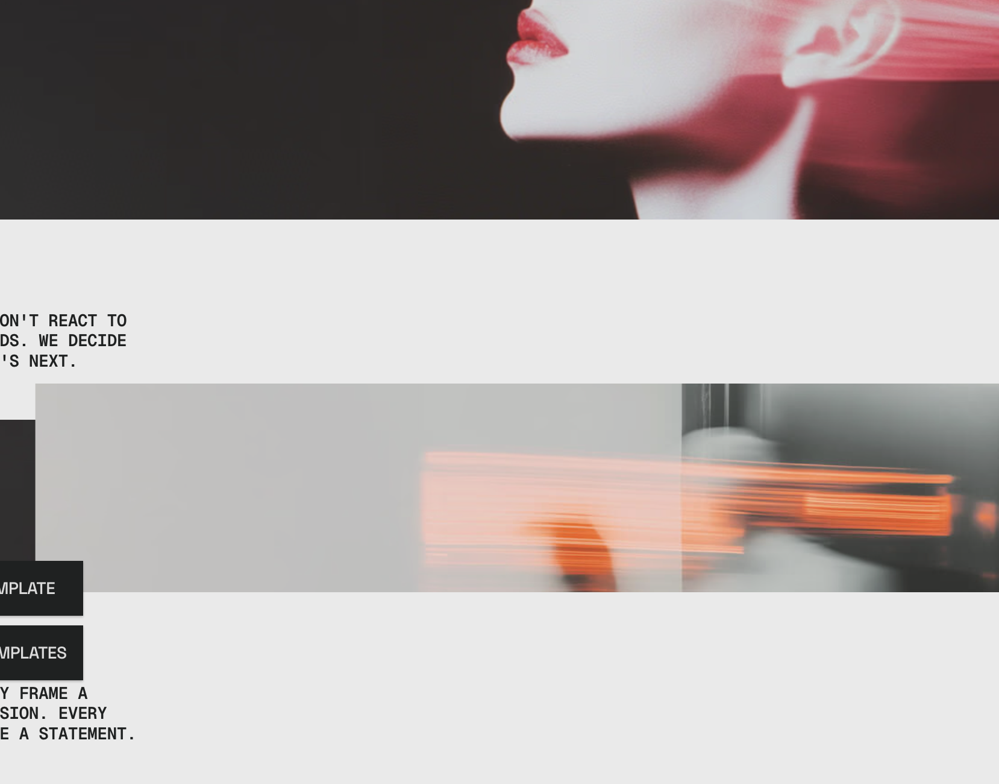 ON'T REACT TO
DS. WE DECIDE
'S NEXT.
MPLATE
MPLATES
Y FRAME A
SION. EVERY
E A STATEMENT.